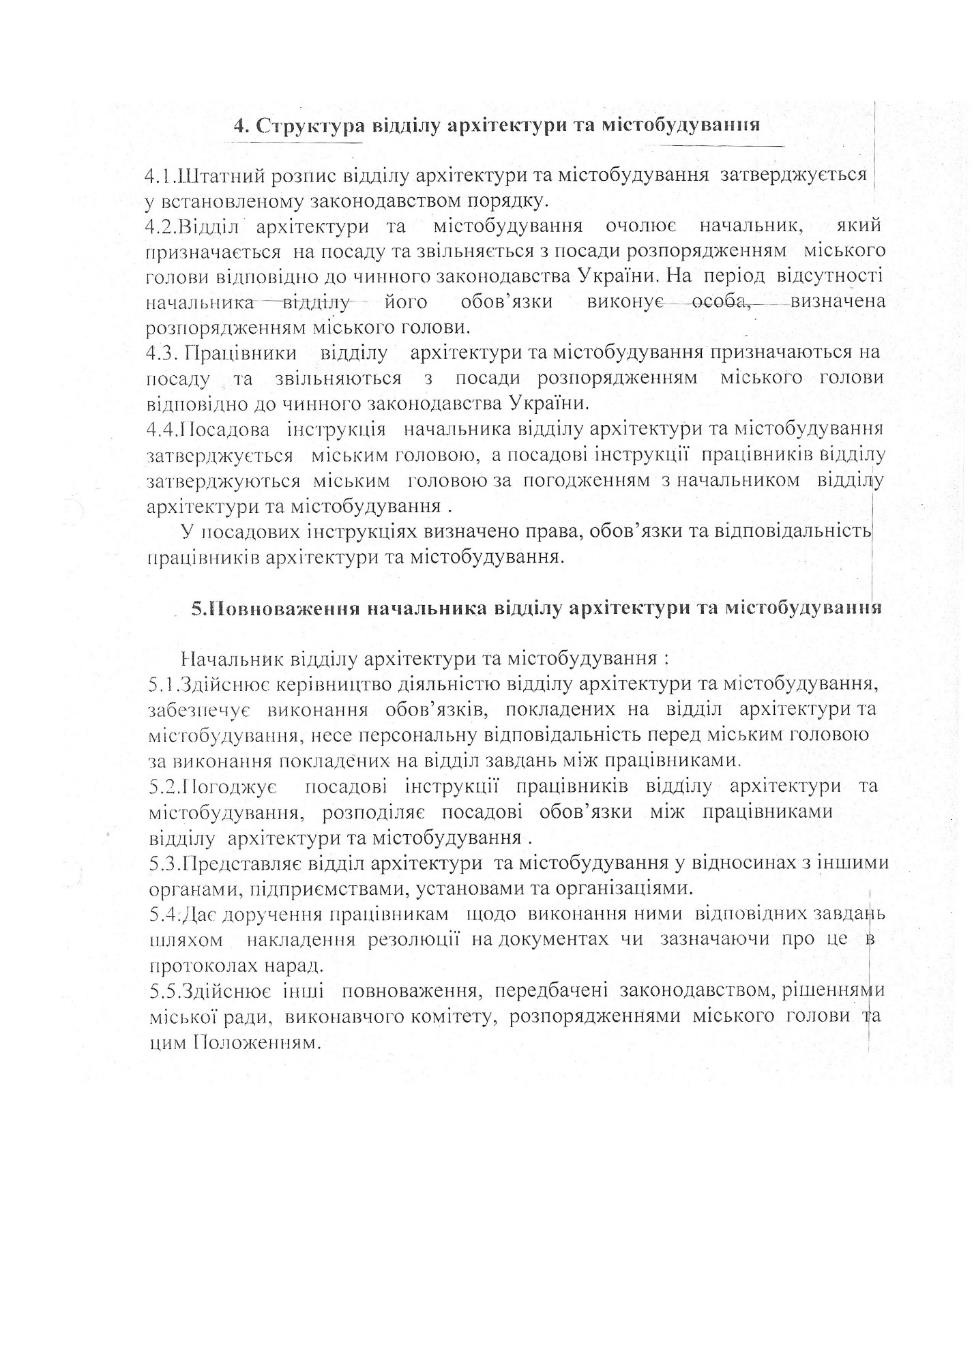 4. Структура відділу архітектури та містобудування
4.1.Штатний розпис відділу архітектури та містобудування затверджується
у встановленому законодавством порядку.
4.2.Відділ архітектури та містобудування очолює начальник, який
призначається на посаду та звільняється з посади розпорядженням міського
голови відповідно до чинного законодавства України. На період відсутності
начальника відділу його обов’язки виконує особа, визначена
розпорядженням міського голови.
4.3. Працівники відділу архітектури та містобудування призначаються на
посаду та звільняються з посади розпорядженням міського голови
відповідно до чинного законодавства України.
4.4.Посадова інструкція начальника відділу архітектури та містобудування
затверджується міським головою, а посадові інструкції працівників відділу
затверджуються міським головою за погодженням з начальником відділу
архітектури та містобудування .
У посадових інструкціях визначено права, обов’язки та відповідальність
працівників архітектури та містобудування.
5.Повноваження начальника відділу архітектури та містобудування
Начальник відділу архітектури та містобудування :
5.1.Здійснює керівництво діяльністю відділу архітектури та містобудування,
забезпечує виконання обов’язків, покладених на відділ архітектури та
містобудування, несе персональну відповідальність перед міським головою
за виконання покладених на відділ завдань між працівниками.
5.2.Погоджує посадові інструкції працівників відділу архітектури та
містобудування, розподіляє посадові обов’язки між працівниками
відділу архітектури та містобудування .
5.3.Представляє відділ архітектури та містобудування у відносинах з іншими
органами, підприємствами, установами та організаціями.
5.4.Дає доручення працівникам щодо виконання ними відповідних завдань
шляхом накладення резолюції на документах чи зазначаючи про це в
протоколах нарад.
5.5.Здійснює інші повноваження, передбачені законодавством, рішеннями
міської ради, виконавчого комітету, розпорядженнями міського голови та
цим Положенням.